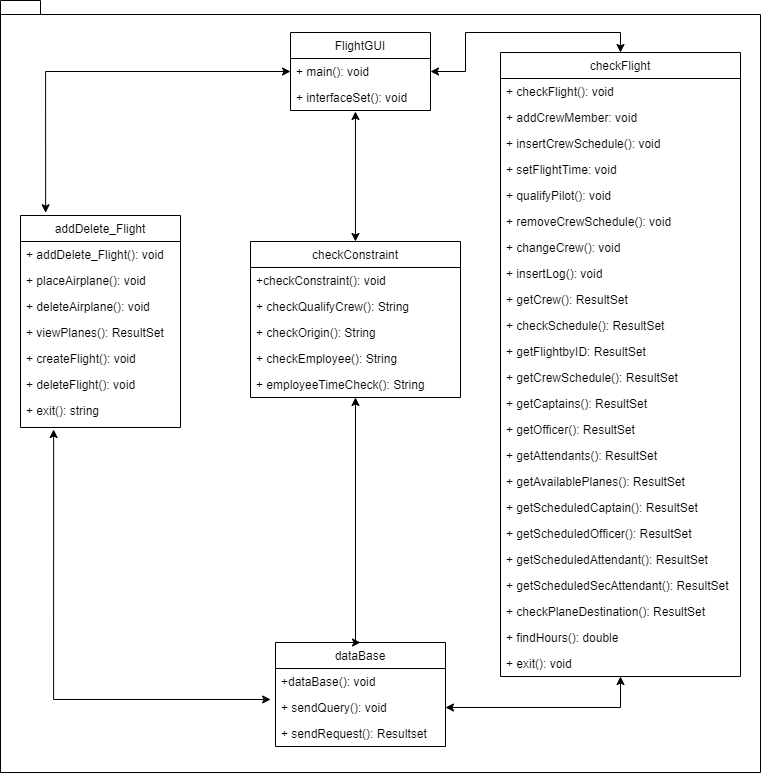 FlightGUI
+ main(): void
+ interfaceSet(): void
checkFlight
+ checkFlight(): void
+ addCrewMember: void
+ insertCrewSchedule(): void
+ setFlightTime: void
+ qualifyPilot(): void
+ removeCrewSchedule(): void
+ changeCrew(): void
+ insertLog(): void
+ getCrew(): ResultSet
+ checkSchedule(): ResultSet
+ getFlightbyID: ResultSet
+ getCrewSchedule(): ResultSet
+ getCaptains(): ResultSet
+ getOfficer(): ResultSet
+ getAttendants(): ResultSet
+ getAvailablePlanes(): ResultSet
+ getScheduledCaptain(): ResultSet
+ getScheduledOfficer(): ResultSet
+ getScheduledAttendant(): ResultSet
+ getScheduledSecAttendant(): ResultSet
+ checkPlaneDestination(): ResultSet
+ findHours(): double
+ exit(): void
addDelete_Flight
+ addDelete_Flight(): void
+ placeAirplane(): void
+ deleteAirplane(): void
+ viewPlanes(): ResultSet
+ createFlight(): void
+ deleteFlight(): void
+ exit(): string
checkConstraint
+checkConstraint(): void
+ checkQualifyCrew(): String
+ checkOrigin(): String
+ checkEmployee(): String
+ employeeTimeCheck(): String
dataBase
+dataBase(): void
+ sendQuery(): void
+ sendRequest(): Resultset